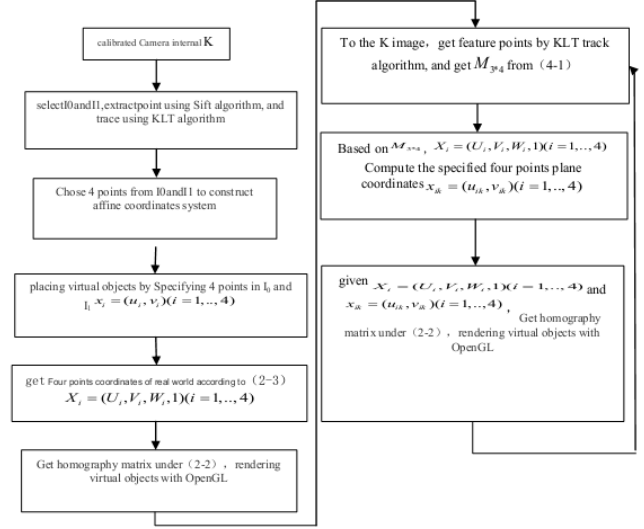 calibrated Camera internal K
selectI0andI1,extractpoint using Sift algorithm, and
trace using KLT algorithm
Chose 4 points from I0andI1 to construct
affine coordinates system
placing virtual objects by Specifying 4 points in I₀ and
I₁ xᵢ = (uᵢ, vᵢ)(i = 1,.., 4)
get Four points coordinates of real world according to（2-3）
Xᵢ = (Uᵢ, Vᵢ, Wᵢ, 1)(i = 1,.., 4)
Get homography matrix under（2-2）, rendering
virtual objects with OpenGL
To the K image, get feature points by KLT track
algorithm, and get M₃*₄ from（4-1）
Based on M₃*₄, Xᵢ = (Uᵢ, Vᵢ, Wᵢ, 1)(i = 1,.., 4)
Compute the specified four points plane
coordinates xᵢₖ = (uᵢₖ, vᵢₖ)(i = 1,.., 4)
given Xᵢ = (Uᵢ, Vᵢ, Wᵢ, 1)(i = 1,.., 4) and
xᵢₖ = (uᵢₖ, vᵢₖ)(i = 1,.., 4), Get homography
matrix under（2-2）, rendering virtual objects with
OpenGL